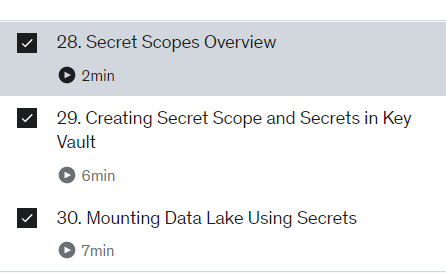 28. Secret Scopes Overview
2min
29. Creating Secret Scope and Secrets in Key
Vault
6min
30. Mounting Data Lake Using Secrets
7min